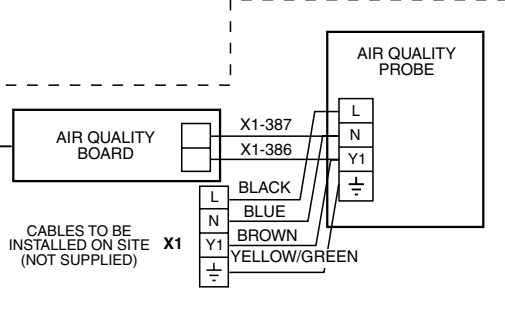 AIR QUALITY
PROBE
L
N
Y1
X1-387
X1-386
AIR QUALITY
BOARD
BLACK
BLUE
BROWN
YELLOW/GREEN
L
N
Y1
CABLES TO BE
INSTALLED ON SITE
(NOT SUPPLIED)
X1